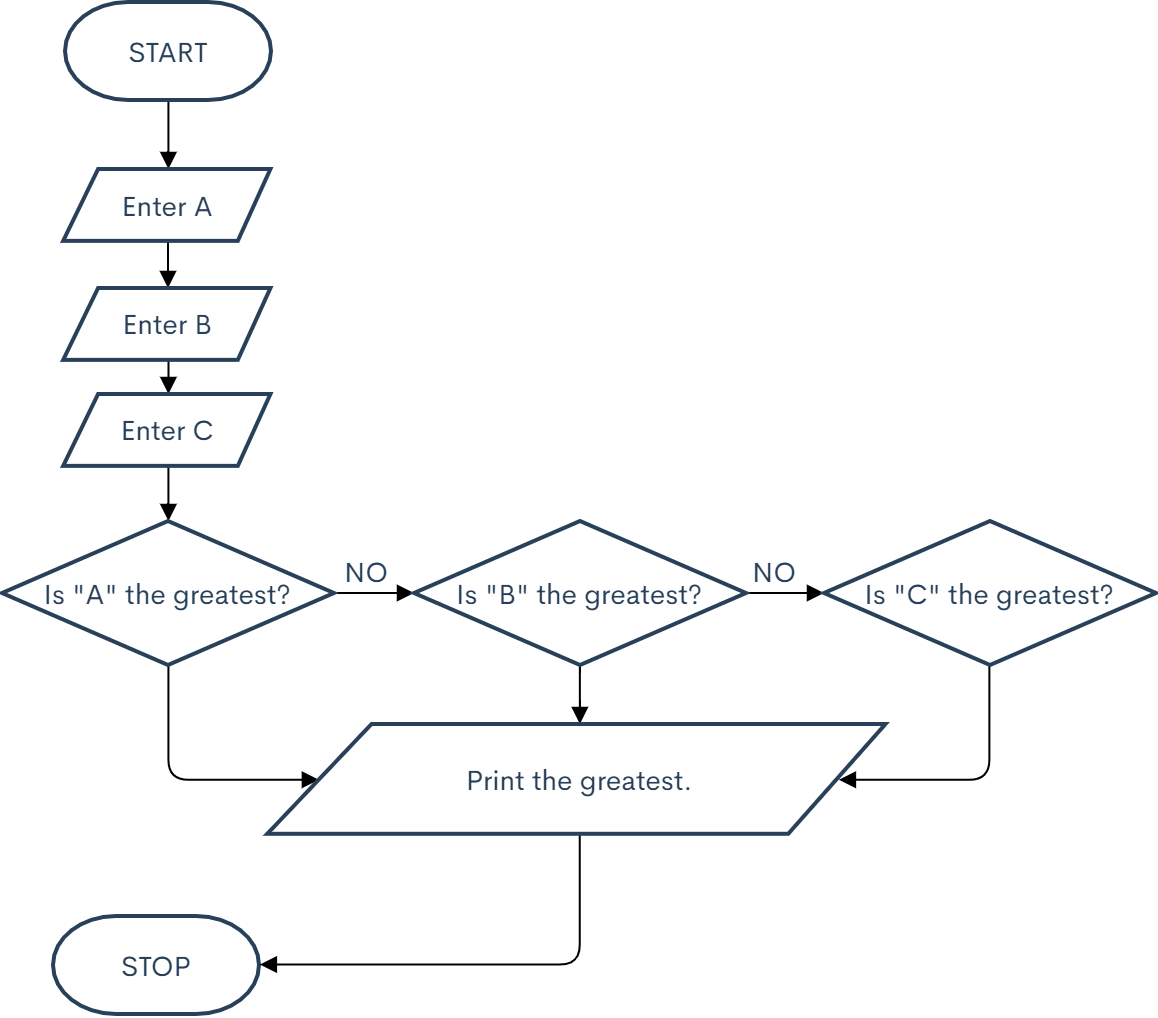 START
Enter A
Enter B
Enter C
Is "A" the greatest?
NO
Is "B" the greatest?
NO
Is "C" the greatest?
Print the greatest.
STOP